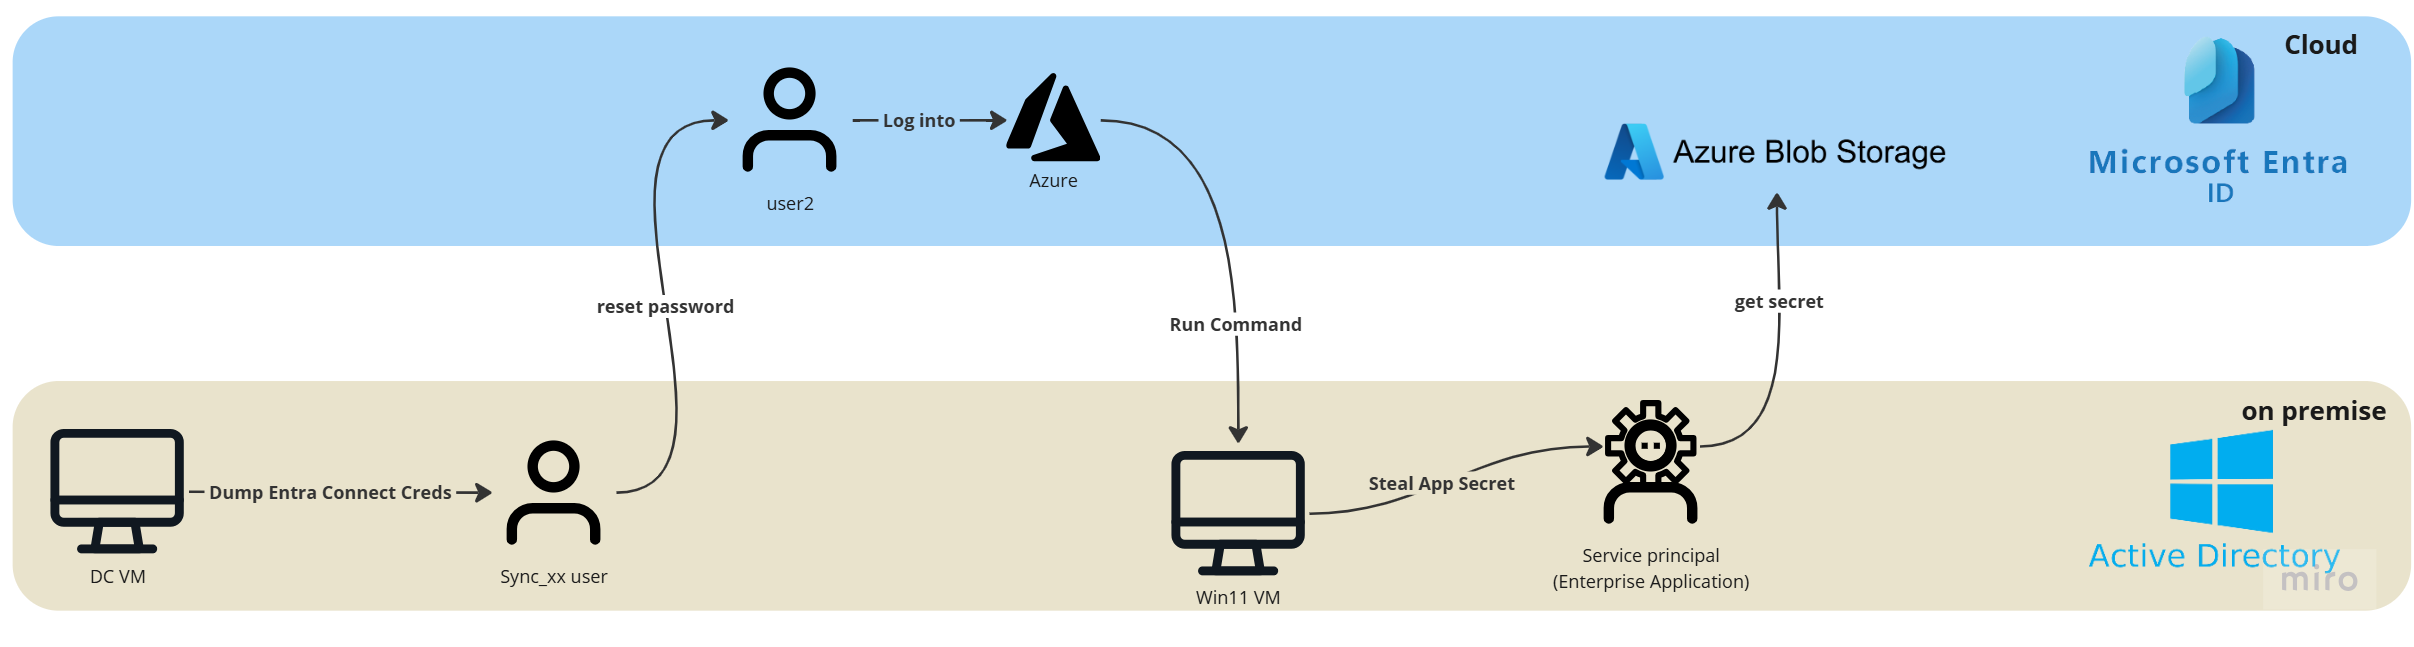 Cloud
Microsoft Entra
ID
Azure Blob Storage
user2
Log into
Azure
reset password
Run Command
get secret
on premise
Active Directory
miro
DC VM
Dump Entra Connect Creds
Sync_xx user
Win11 VM
Steal App Secret
Service principal
(Enterprise Application)